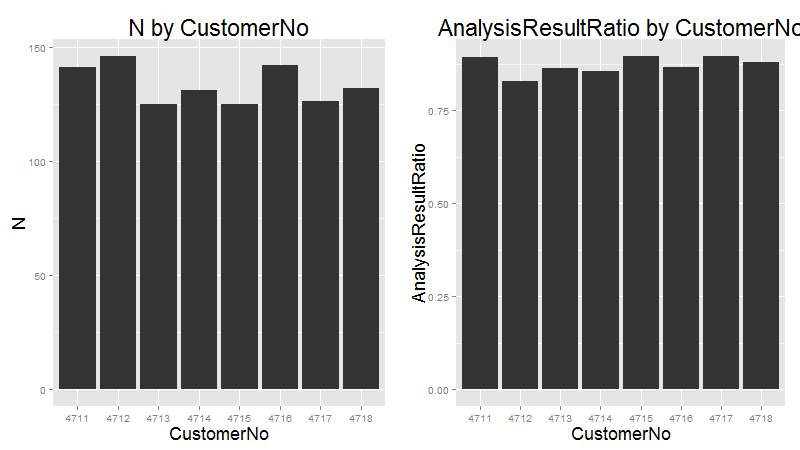 N by CustomerNo
150
100
50
0
N
4711 4712 4713 4714 4715 4716 4717 4718
CustomerNo
AnalysisResultRatio by CustomerNo
0.75
0.50
0.25
0.00
AnalysisResultRatio
4711 4712 4713 4714 4715 4716 4717 4718
CustomerNo